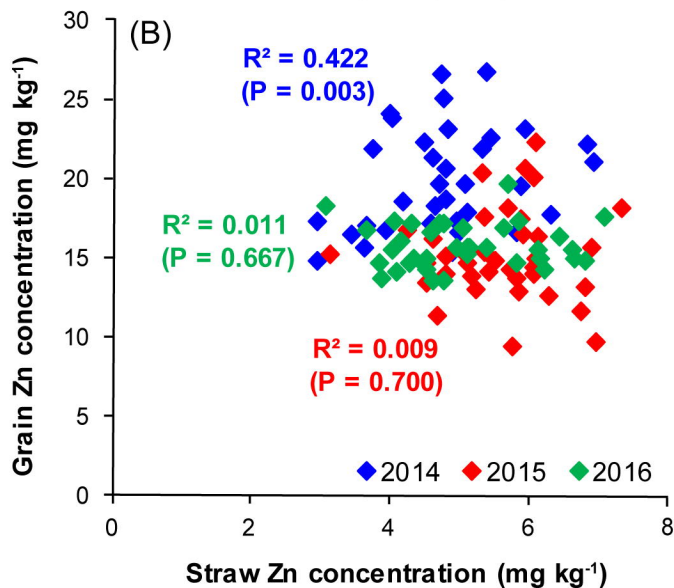 (B)
R² = 0.422
(P = 0.003)
R² = 0.011
(P = 0.667)
R² = 0.009
(P = 0.700)
30
25
20
15
10
5
0
Grain Zn concentration (mg kg⁻¹)
2014 2015 2016
0 2 4 6 8
Straw Zn concentration (mg kg⁻¹)